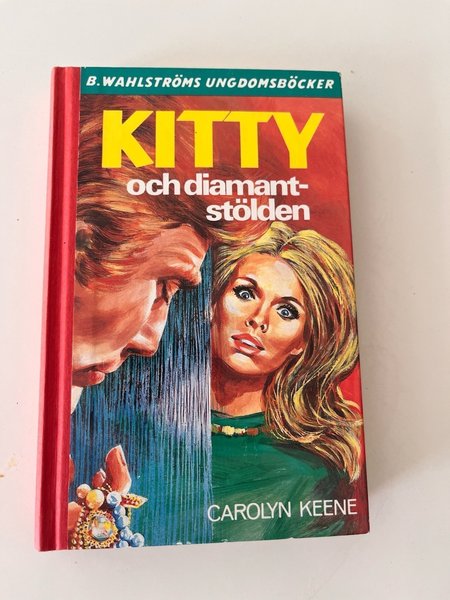 B. WAHLSTRÖMS UNGDOMSBÖCKER
KITTY
och diamant-
stölden
CAROLYN KEENE